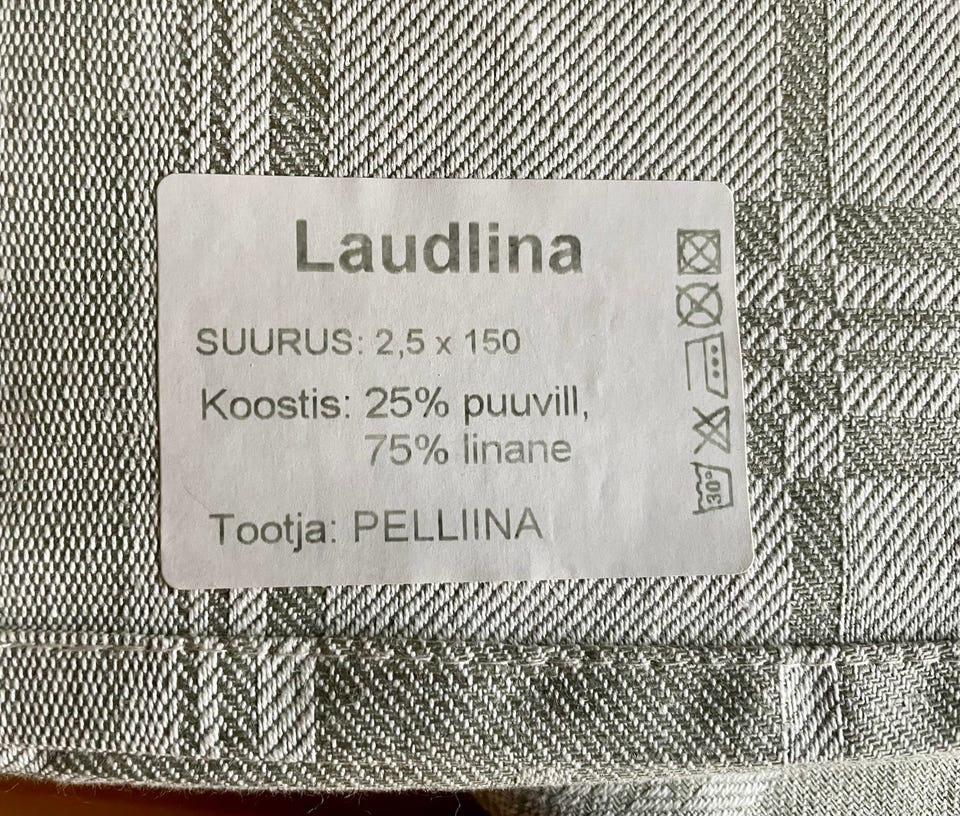 Laudlina
SUURUS: 2,5 x 150
Koostis: 25% puuvill,
75% linane
Tootja: PELLIINA
30°